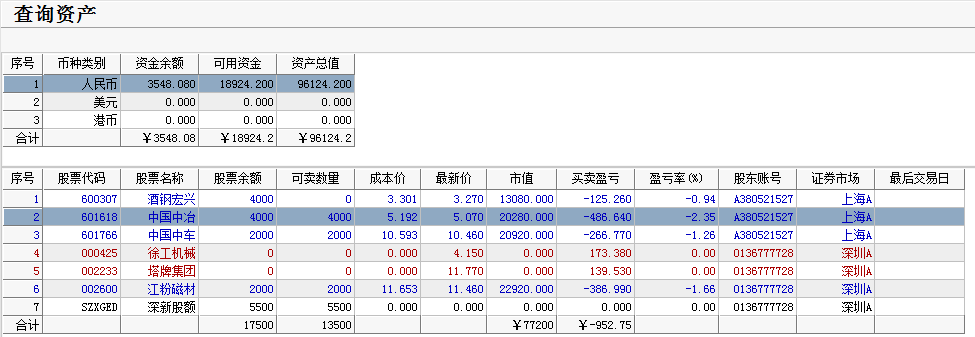 查询资产
序号 币种类别 资金余额 可用资金 资产总值
1 人民币 3548.080 18924.200 96124.200
2 美元 0.000 0.000 0.000
3 港币 0.000 0.000 0.000
合计 ￥3548.08 ￥18924.2 ￥96124.2
序号 股票代码 股票名称 股票余额 可卖数量 成本价 最新价 市值 买卖盈亏 盈亏率(%) 股东账号 证券市场 最后交易日
1 600307 酒钢宏兴 4000 0 3.301 3.270 13080.000 -125.260 -0.94 A380521527 上海A
2 601618 中国中冶 4000 4000 5.192 5.070 20280.000 -486.640 -2.35 A380521527 上海A
3 601766 中国中车 2000 2000 10.593 10.460 20920.000 -266.770 -1.26 A380521527 上海A
4 000425 徐工机械 0 0 0.000 4.150 0.000 173.380 0.00 0136777728 深圳A
5 002233 塔牌集团 0 0 0.000 11.770 0.000 139.530 0.00 0136777728 深圳A
6 002600 江粉磁材 2000 2000 11.653 11.460 22920.000 -386.990 -1.66 0136777728 深圳A
7 SZXGED 深新股额 5500 5500 0.000 0.000 0.000 0.000 0.00 0136777728 深圳A
合计 17500 13500 ￥77200 ￥-952.75